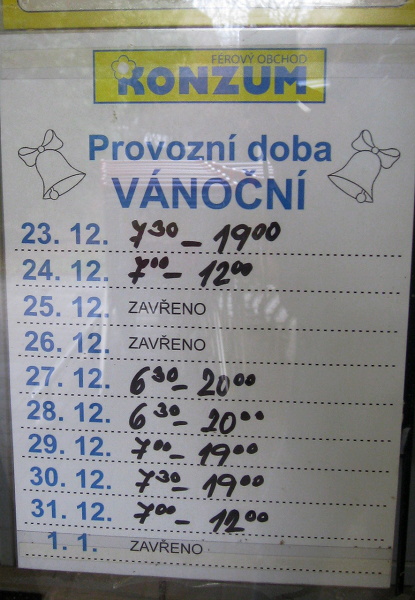 FÉROVÝ OBCHOD
KONZUM
Provozní doba
VÁNOČNÍ
23. 12. 7³⁰ – 19⁰⁰
24. 12. 7⁰⁰ – 12⁰⁰
25. 12. ZAVŘENO
26. 12. ZAVŘENO
27. 12. 6³⁰ – 20⁰⁰
28. 12. 6³⁰ – 20⁰⁰
29. 12. 7⁰⁰ – 19⁰⁰
30. 12. 7³⁰ – 19⁰⁰
31. 12. 7⁰⁰ – 12⁰⁰
1. 1. ZAVŘENO